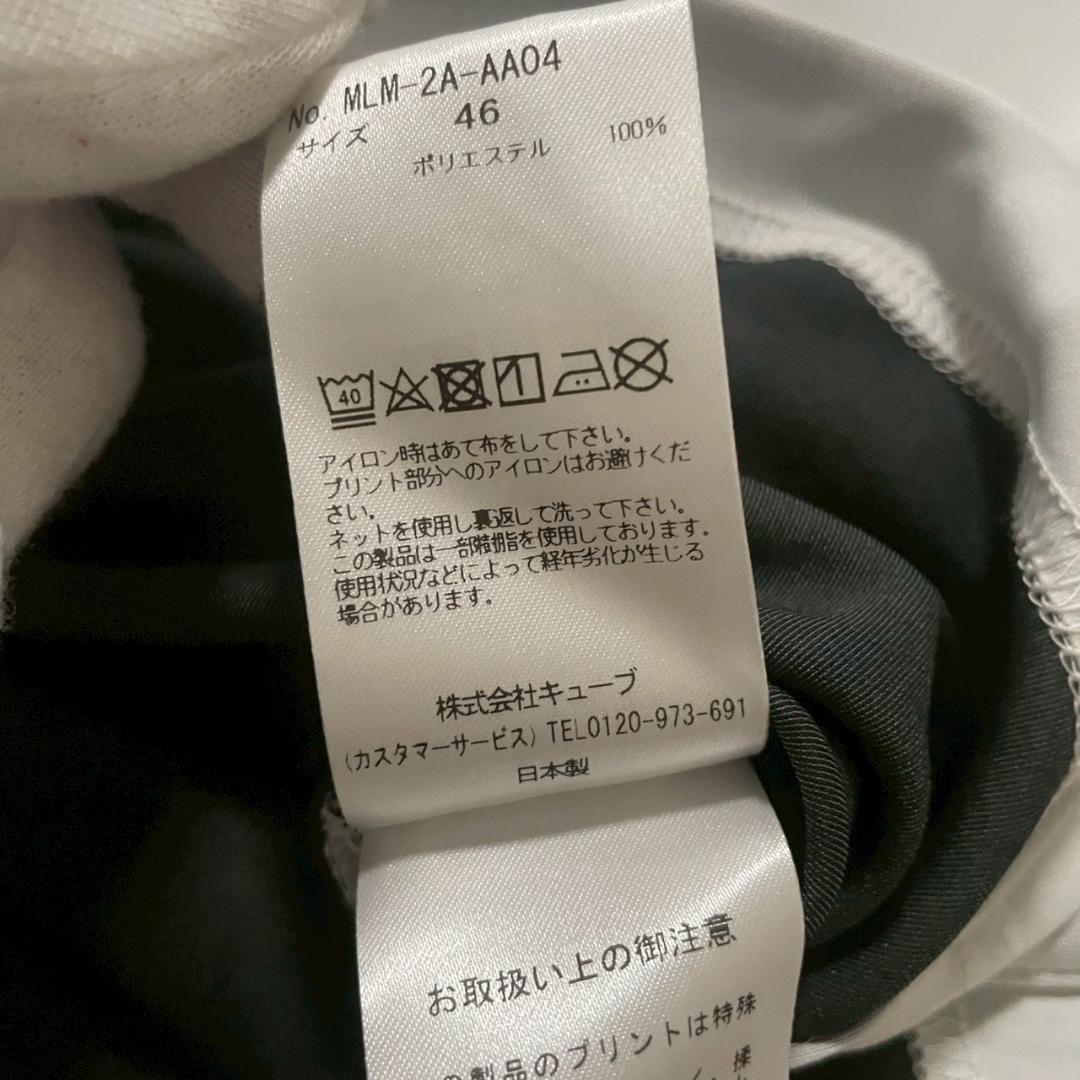 No. MLM-2A-AA04
サイズ 46
ポリエステル 100%
40
アイロン時はあて布をして下さい。
プリント部分へのアイロンはお避けくだ
さい。
ネットを使用し裏返して洗って下さい。
この製品は一部樹脂を使用しております。
使用状況などによって経年劣化が生じる
場合があります。
株式会社キューブ
(カスタマーサービス) TEL0120-973-691
日本製
お取扱い上の御注意
の製品のプリントは特殊
揉